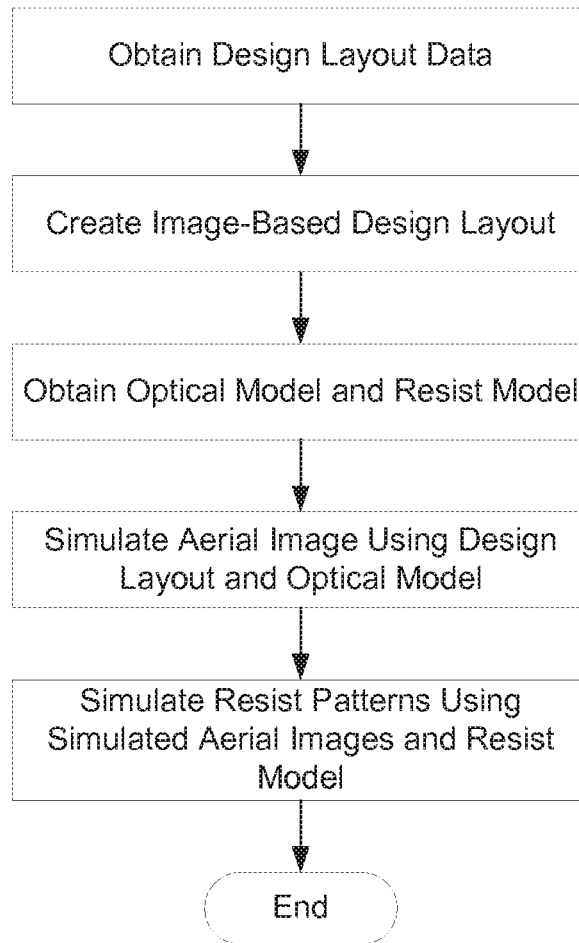 Obtain Design Layout Data
Create Image-Based Design Layout
Obtain Optical Model and Resist Model
Simulate Aerial Image Using Design
Layout and Optical Model
Simulate Resist Patterns Using
Simulated Aerial Images and Resist
Model
End